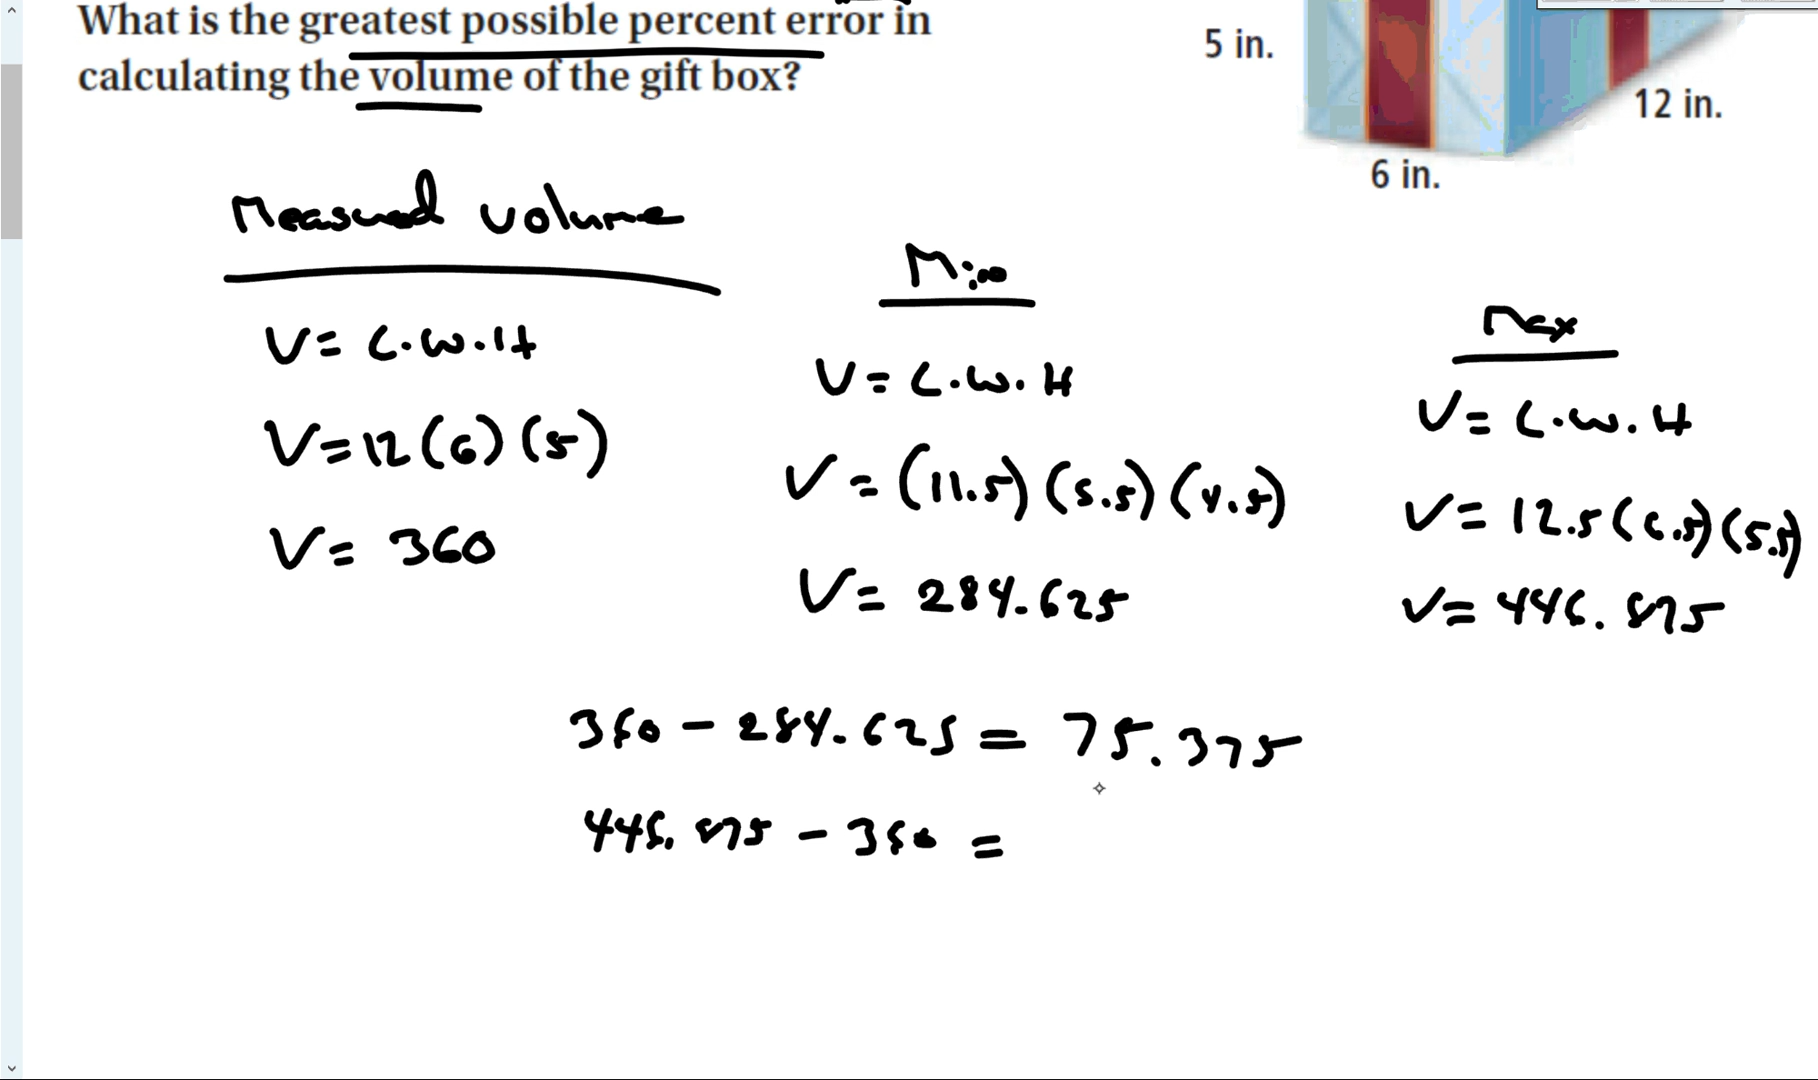 What is the greatest possible percent error in
calculating the volume of the gift box?
5 in.
12 in.
6 in.
Measured volume
V = L.W.H
V = 12(6)(5)
V = 360
Min
V = L.W.H
V = (11.5)(5.5)(4.5)
V = 284.625
Max
V = L.W.H
V = 12.5(6.5)(5.5)
V = 446.875
360 - 284.625 = 75.375
446.875 - 360 =